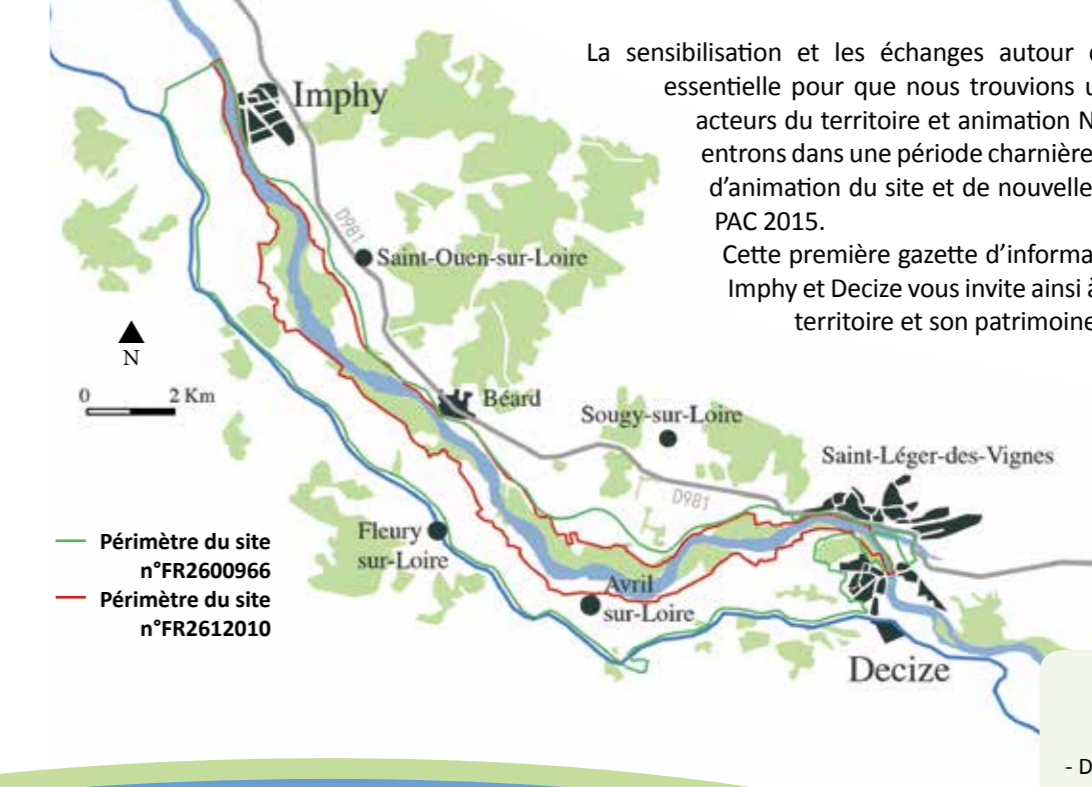 La sensibilisation et les échanges autour
essentielle pour que nous trouvions
acteurs du territoire et animation
entrons dans une période charnière
d'animation du site et de nouvelle
PAC 2015.
Cette première gazette d'informa
Imphy et Decize vous invite ainsi à
territoire et son patrimoine
Imphy
D981
Saint-Ouen-sur-Loire
N
0 2 Km
Béard
Sougy-sur-Loire
Saint-Léger-des-Vignes
D981
Fleury
sur-Loire
Avril
sur-Loire
Decize
Périmètre du site
n°FR2600966
Périmètre du site
n°FR2612010
- D